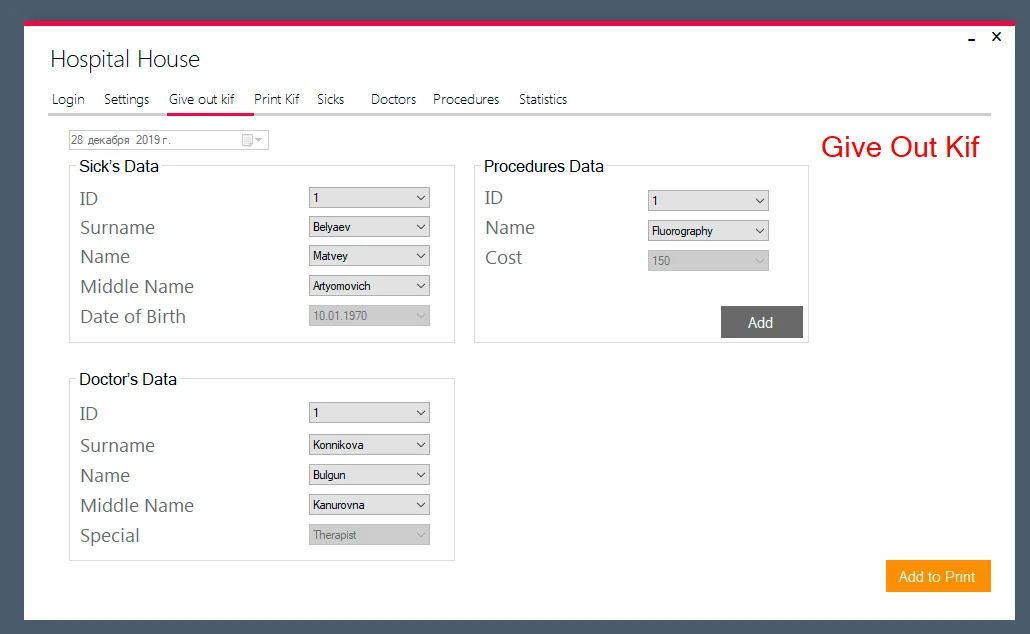 Hospital House
Login Settings Give out kif Print Kif Sicks Doctors Procedures Statistics
28 декабря 2019 г.
Give Out Kif
Sick's Data
ID 1
Surname Belyaev
Name Matvey
Middle Name Artyomovich
Date of Birth 10.01.1970
Procedures Data
ID 1
Name Fluorography
Cost 150
Add
Doctor's Data
ID 1
Surname Konnikova
Name Bulgun
Middle Name Kanurovna
Special Therapist
Add to Print